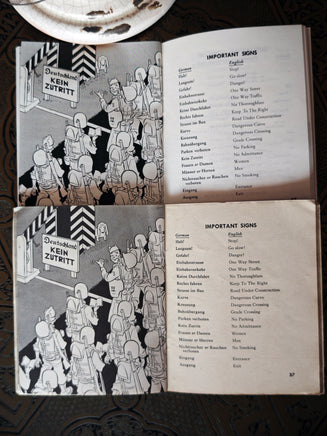 Deutschland
KEIN
ZUTRITT
IMPORTANT SIGNS
German English
Halt! Stop!
Langsam! Go slow!
Gefahr! Danger!
Einbahnstrasse One Way Street
Einbahnverkehr One Way Traffic
Keine Durchfahrt No Thoroughfare
Rechts fahren Keep To The Right
Strasse im Bau Road Under Construction
Kurve Dangerous Curve
Kreuzung Dangerous Crossing
Bahnübergang Grade Crossing
Parken verboten No Parking
Kein Zutritt No Admittance
Frauen or Damen Women
Männer or Herren Men
Nichtraucher or Rauchen No Smoking
verboten
Eingang Entrance
Ausgang Exit
Deutschland
KEIN
ZUTRITT
IMPORTANT SIGNS
German English
Halt! Stop!
Langsam! Go slow!
Gefahr! Danger!
Einbahnstrasse One Way Street
Einbahnverkehr One Way Traffic
Keine Durchfahrt No Thoroughfare
Rechts fahren Keep To The Right
Strasse im Bau Road Under Construction
Kurve Dangerous Curve
Kreuzung Dangerous Crossing
Bahnübergang Grade Crossing
Parken verboten No Parking
Kein Zutritt No Admittance
Frauen or Damen Women
Männer or Herren Men
Nichtraucher or Rauchen No Smoking
verboten
Eingang Entrance
Ausgang Exit